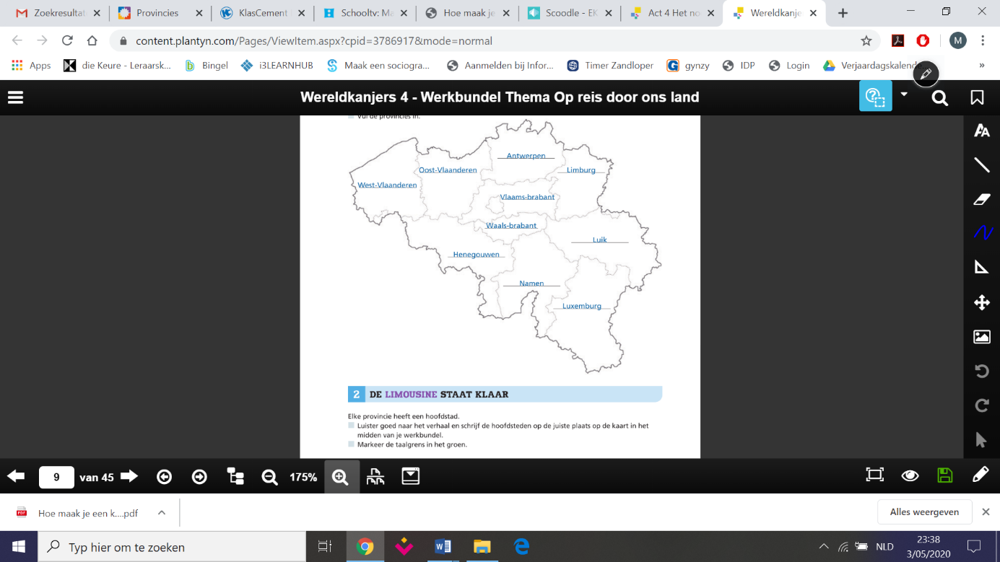 Zoekresultat
Provincies
KlasCement
Schooltv: Ma
Hoe maak je
Scoodle - EK
Act 4 Het no
Wereldkanje
content.plantyn.com/Pages/ViewItem.aspx?cpid=3786917&mode=normal
M
Apps
die Keure - Leraarsk...
Bingel
i3LEARNHUB
Maak een sociogra...
Aanmelden bij Infor...
Timer Zandloper
gynzy
IDP
Login
Verjaardagskalende
»
Wereldkanjers 4 - Werkbundel Thema Op reis door ons land
Vul de provincies in.
Antwerpen
Oost-Vlaanderen
Limburg
West-Vlaanderen
Vlaams-brabant
Waals-brabant
Luik
Henegouwen
Namen
Luxemburg
2 DE LIMOUSINE STAAT KLAAR
Elke provincie heeft een hoofdstad.
Luister goed naar het verhaal en schrijf de hoofdsteden op de juiste plaats op de kaart in het
midden van je werkbundel.
Markeer de taalgrens in het groen.
9 van 45
175%
Hoe maak je een k....pdf
Alles weergeven
Typ hier om te zoeken
NLD
23:38
3/05/2020